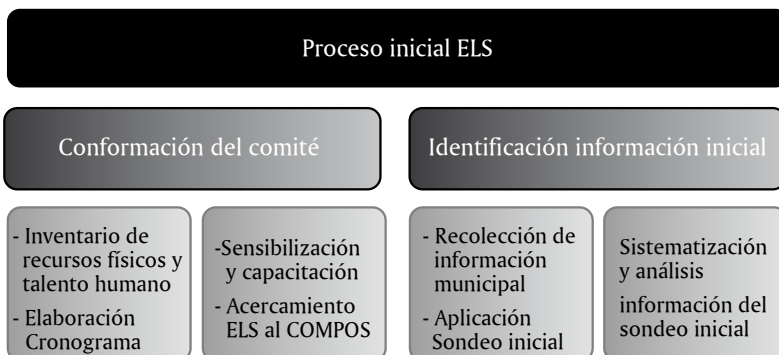 Proceso inicial ELS
Conformación del comité
Identificación información inicial
- Inventario de
recursos físicos y
talento humano
- Elaboración
Cronograma
-Sensibilización
y capacitación
- Acercamiento
ELS al COMPOS
- Recolección de
información
municipal
- Aplicación
Sondeo inicial
Sistematización
y análisis
información del
sondeo inicial